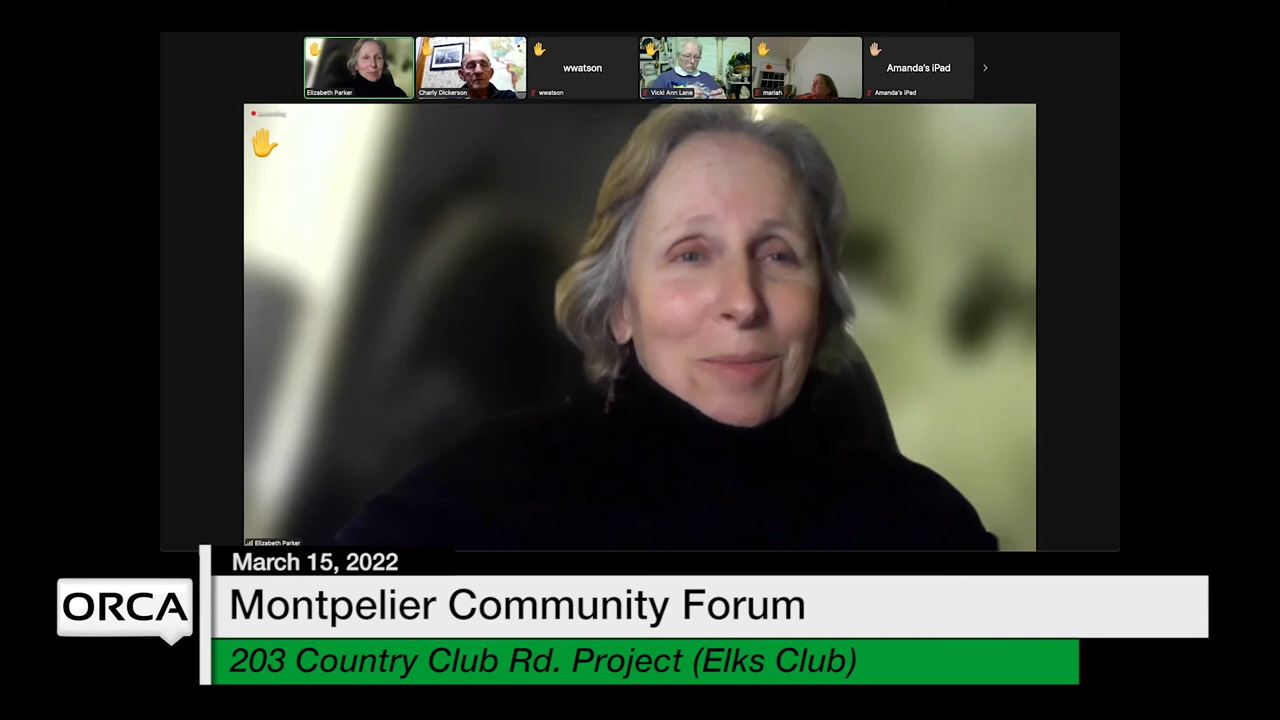 wwatson
Amanda's iPad
Elizabeth Parker
Charly Dickerson
wwatson
Vicki Ann Lane
mariah
Amanda's iPad
Recording
Elizabeth Parker
March 15, 2022
ORCA
Montpelier Community Forum
203 Country Club Rd. Project (Elks Club)